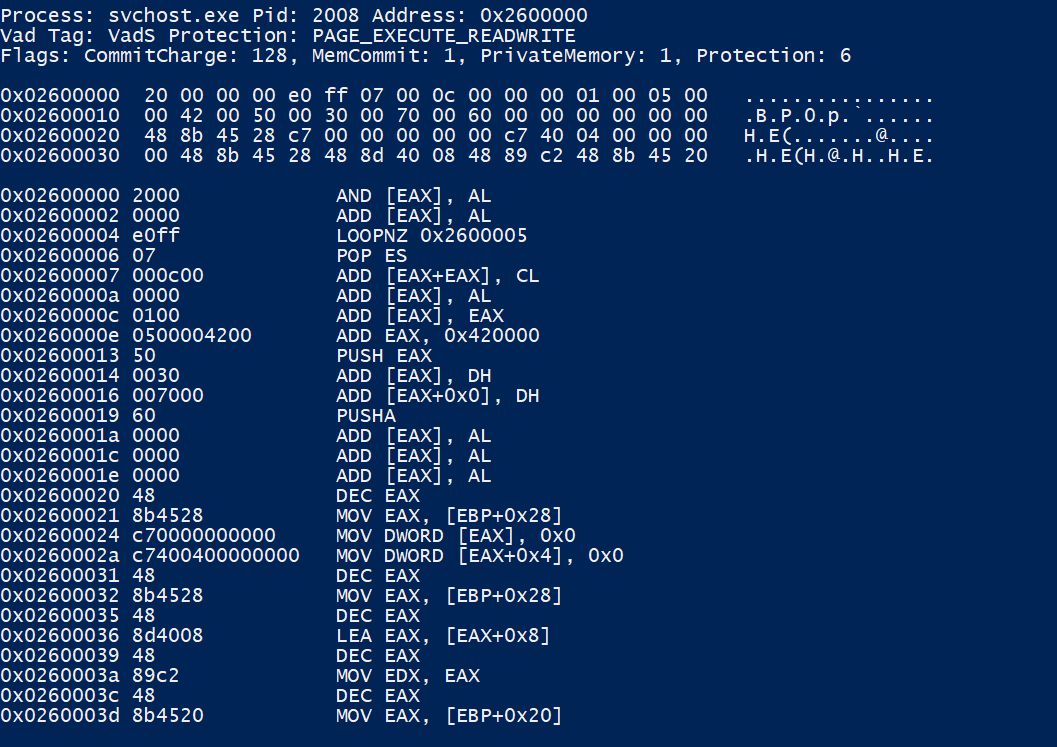 Process: svchost.exe Pid: 2008 Address: 0x2600000
Vad Tag: VadS Protection: PAGE_EXECUTE_READWRITE
Flags: CommitCharge: 128, MemCommit: 1, PrivateMemory: 1, Protection: 6
0x02600000  20 00 00 00 e0 ff 07 00 0c 00 00 00 01 00 05 00   ................
0x02600010  00 42 00 50 00 30 00 70 00 60 00 00 00 00 00 00   .B.P.0.p.`......
0x02600020  48 8b 45 28 c7 00 00 00 00 00 c7 40 04 00 00 00   H.E(.......@....
0x02600030  00 48 8b 45 28 48 8d 40 08 48 89 c2 48 8b 45 20   .H.E(H.@.H..H.E.
0x02600000 2000             AND [EAX], AL
0x02600002 0000             ADD [EAX], AL
0x02600004 e0ff             LOOPNZ 0x2600005
0x02600006 07               POP ES
0x02600007 000c00           ADD [EAX+EAX], CL
0x0260000a 0000             ADD [EAX], AL
0x0260000c 0100             ADD [EAX], EAX
0x0260000e 0500004200       ADD EAX, 0x420000
0x02600013 50               PUSH EAX
0x02600014 0030             ADD [EAX], DH
0x02600016 007000           ADD [EAX+0x0], DH
0x02600019 60               PUSHA
0x0260001a 0000             ADD [EAX], AL
0x0260001c 0000             ADD [EAX], AL
0x0260001e 0000             ADD [EAX], AL
0x02600020 48               DEC EAX
0x02600021 8b4528           MOV EAX, [EBP+0x28]
0x02600024 c70000000000     MOV DWORD [EAX], 0x0
0x0260002a c7400400000000   MOV DWORD [EAX+0x4], 0x0
0x02600031 48               DEC EAX
0x02600032 8b4528           MOV EAX, [EBP+0x28]
0x02600035 48               DEC EAX
0x02600036 8d4008           LEA EAX, [EAX+0x8]
0x02600039 48               DEC EAX
0x0260003a 89c2             MOV EDX, EAX
0x0260003c 48               DEC EAX
0x0260003d 8b4520           MOV EAX, [EBP+0x20]